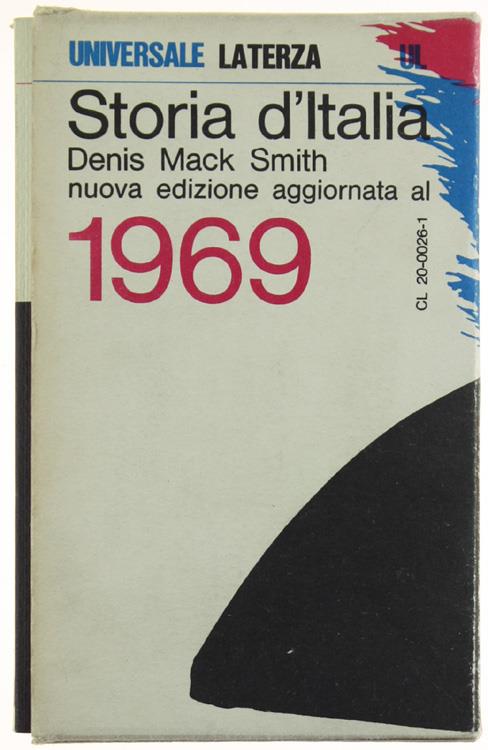 UNIVERSALE LATERZA UL
Storia d'Italia
Denis Mack Smith
nuova edizione aggiornata al
1969
CL 20-0026-1